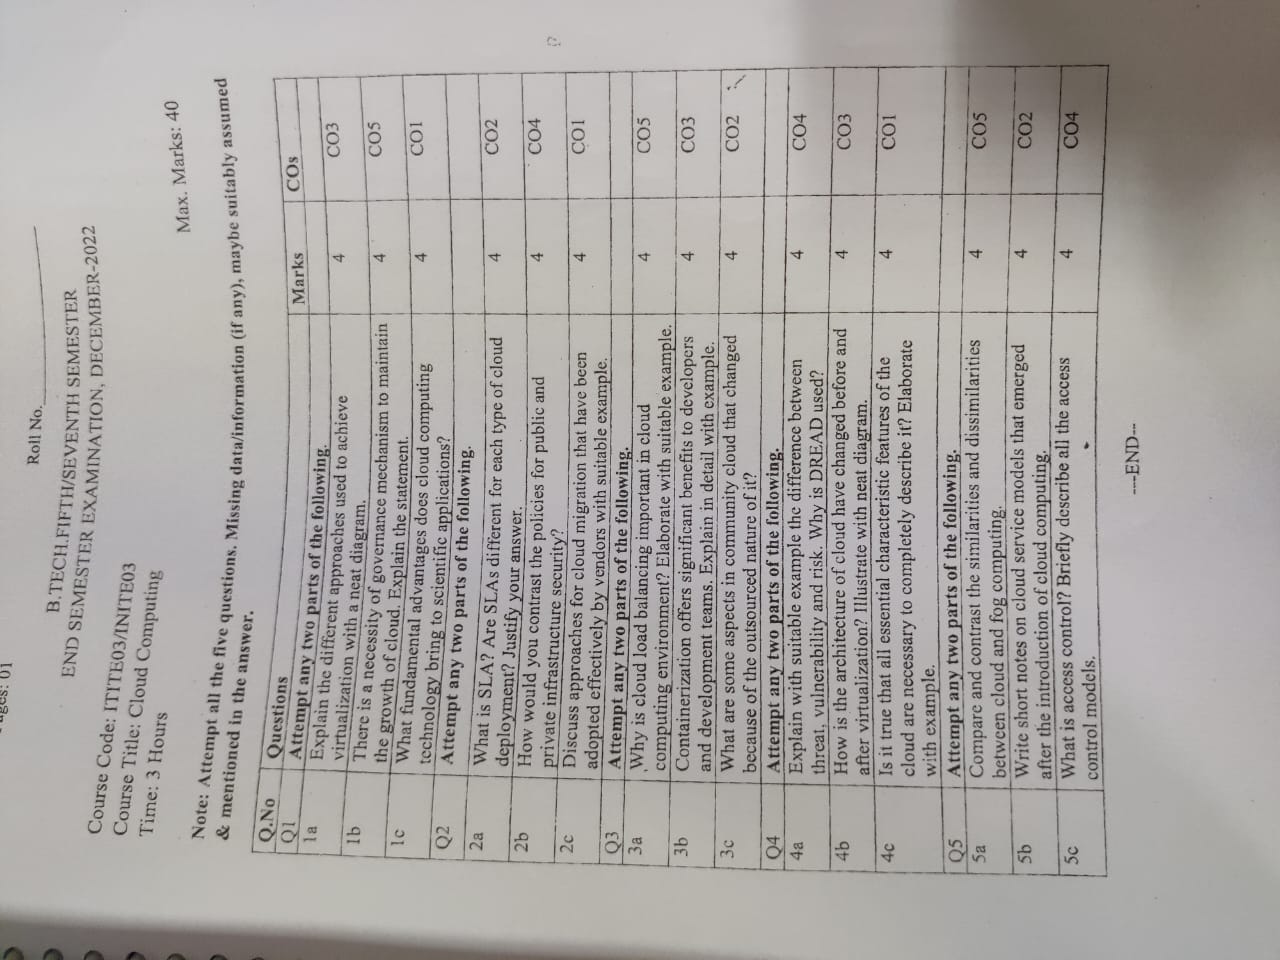 ages: 01
Roll No.
B.TECH.FIFTH/SEVENTH SEMESTER
END SEMESTER EXAMINATION, DECEMBER-2022
Course Code: ITITE03/INITE03
Course Title: Cloud Computing
Time: 3 Hours
Max. Marks: 40
Note: Attempt all the five questions. Missing data/information (if any), maybe suitably assumed
& mentioned in the answer.
Q.No Questions Marks COs
Q1 Attempt any two parts of the following.
1a Explain the different approaches used to achieve 4 CO3
virtualization with a neat diagram.
1b There is a necessity of governance mechanism to maintain 4 CO5
the growth of cloud. Explain the statement.
1c What fundamental advantages does cloud computing 4 CO1
technology bring to scientific applications?
Q2 Attempt any two parts of the following.
2a What is SLA? Are SLAs different for each type of cloud 4 CO2
deployment? Justify your answer.
2b How would you contrast the policies for public and 4 CO4
private infrastructure security?
2c Discuss approaches for cloud migration that have been 4 CO1
adopted effectively by vendors with suitable example.
Q3 Attempt any two parts of the following.
3a Why is cloud load balancing important in cloud 4 CO5
computing environment? Elaborate with suitable example.
3b Containerization offers significant benefits to developers 4 CO3
and development teams. Explain in detail with example.
3c What are some aspects in community cloud that changed 4 CO2
because of the outsourced nature of it?
Q4 Attempt any two parts of the following.
4a Explain with suitable example the difference between 4 CO4
threat, vulnerability and risk. Why is DREAD used?
4b How is the architecture of cloud have changed before and 4 CO3
after virtualization? Illustrate with neat diagram.
4c Is it true that all essential characteristic features of the 4 CO1
cloud are necessary to completely describe it? Elaborate
with example.
Q5 Attempt any two parts of the following.
5a Compare and contrast the similarities and dissimilarities 4 CO5
between cloud and fog computing.
5b Write short notes on cloud service models that emerged 4 CO2
after the introduction of cloud computing.
5c What is access control? Briefly describe all the access 4 CO4
control models.
---END--